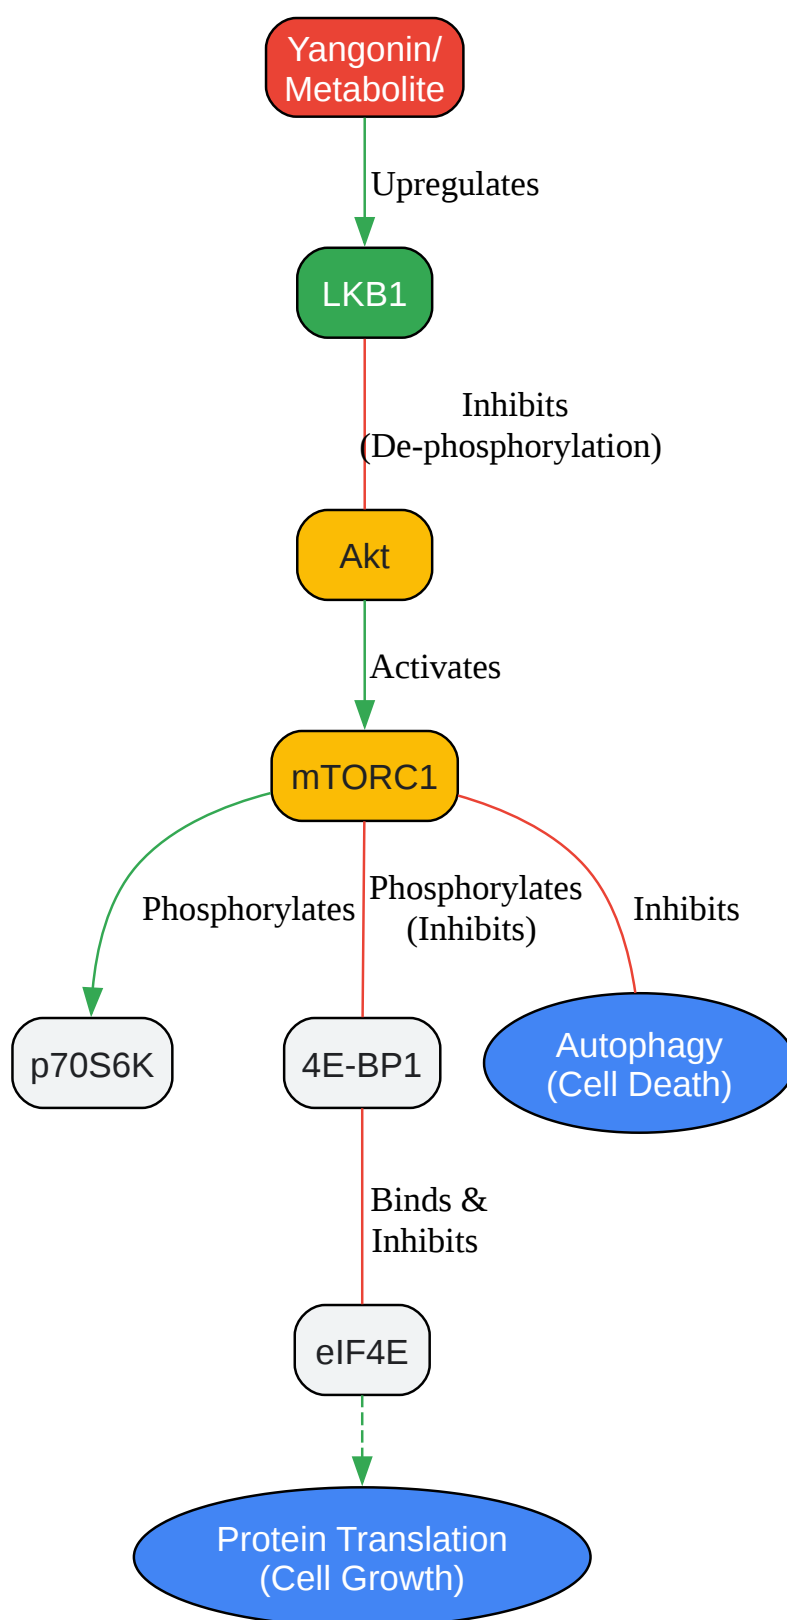 Yangonin/
Metabolite
Upregulates
LKB1
Inhibits
(De-phosphorylation)
Akt
Activates
mTORC1
Phosphorylates
Phosphorylates
(Inhibits)
Inhibits
p70S6K
4E-BP1
Autophagy
(Cell Death)
Binds &
Inhibits
eIF4E
Protein Translation
(Cell Growth)